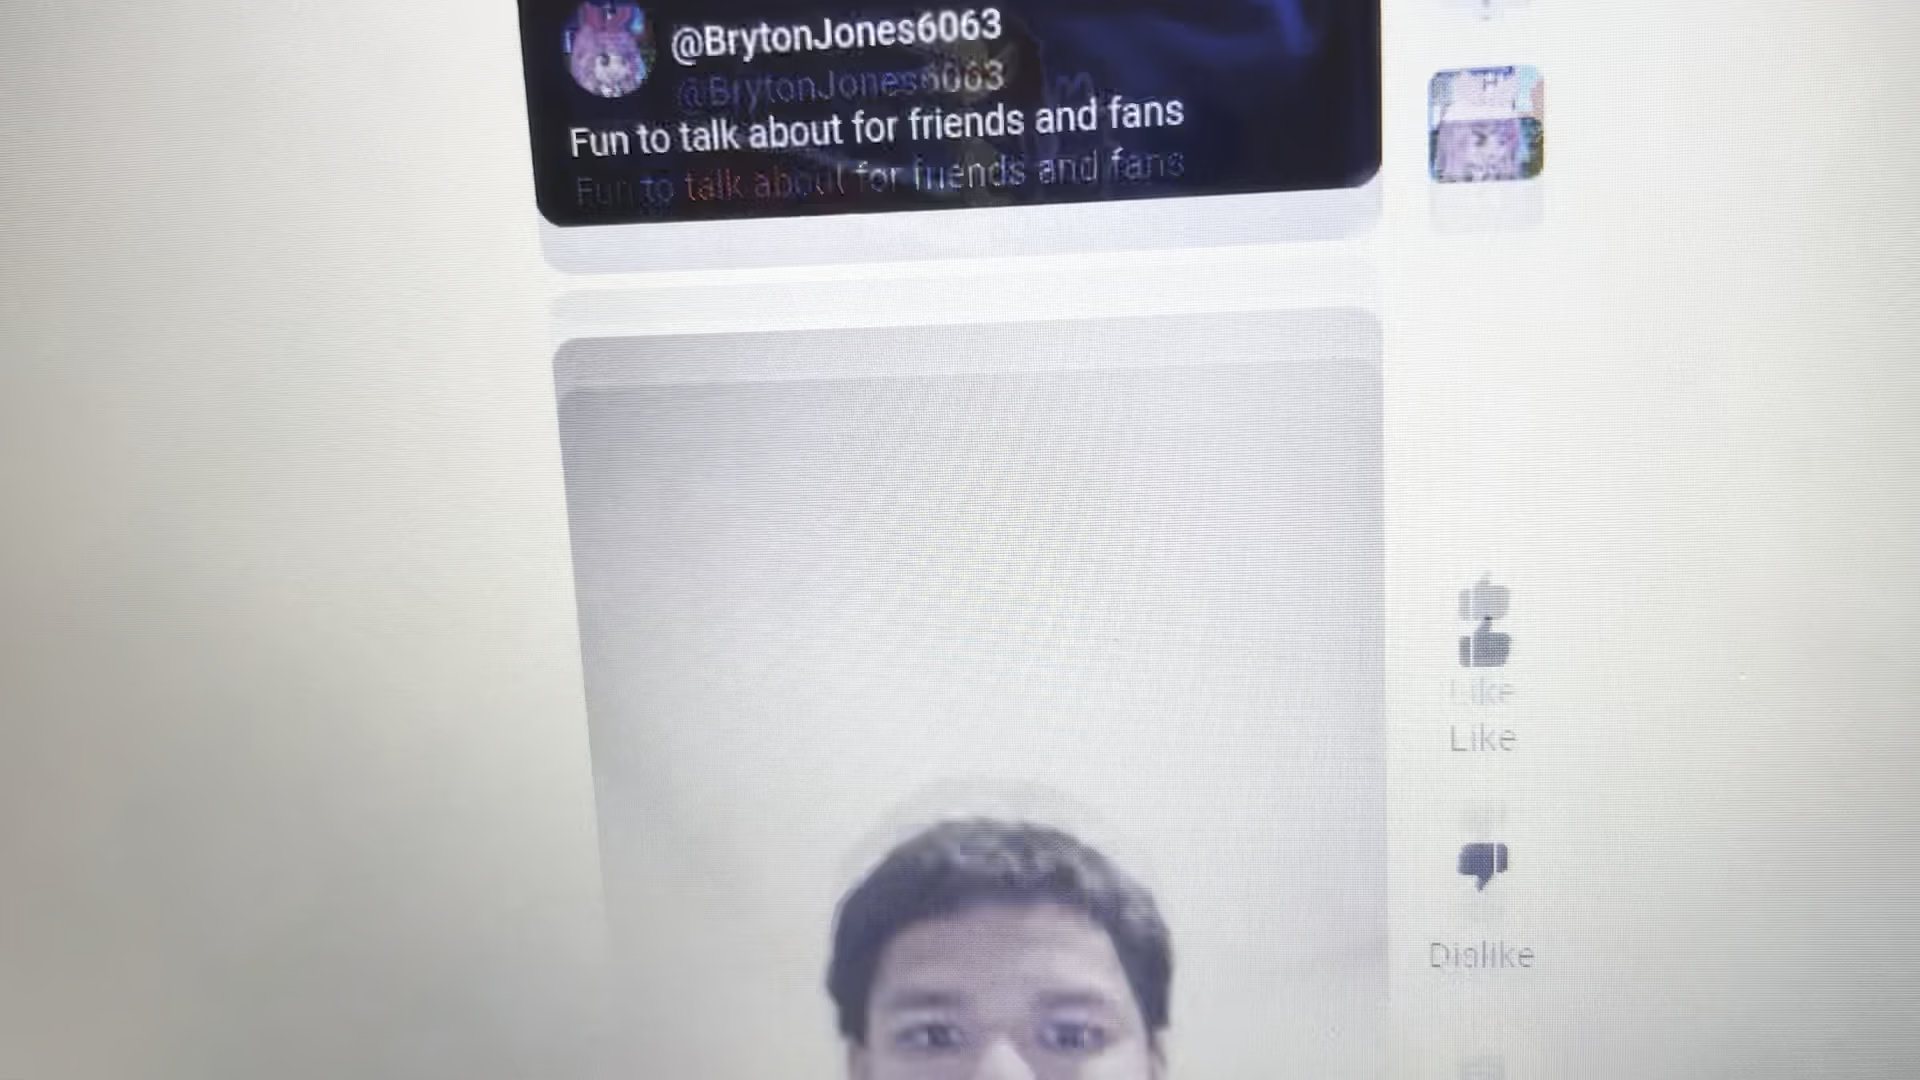 @BrytonJones6063
@BrytonJones6063
Fun to talk about for friends and fans
Fun to talk about for friends and fans
Like
Like
Dislike